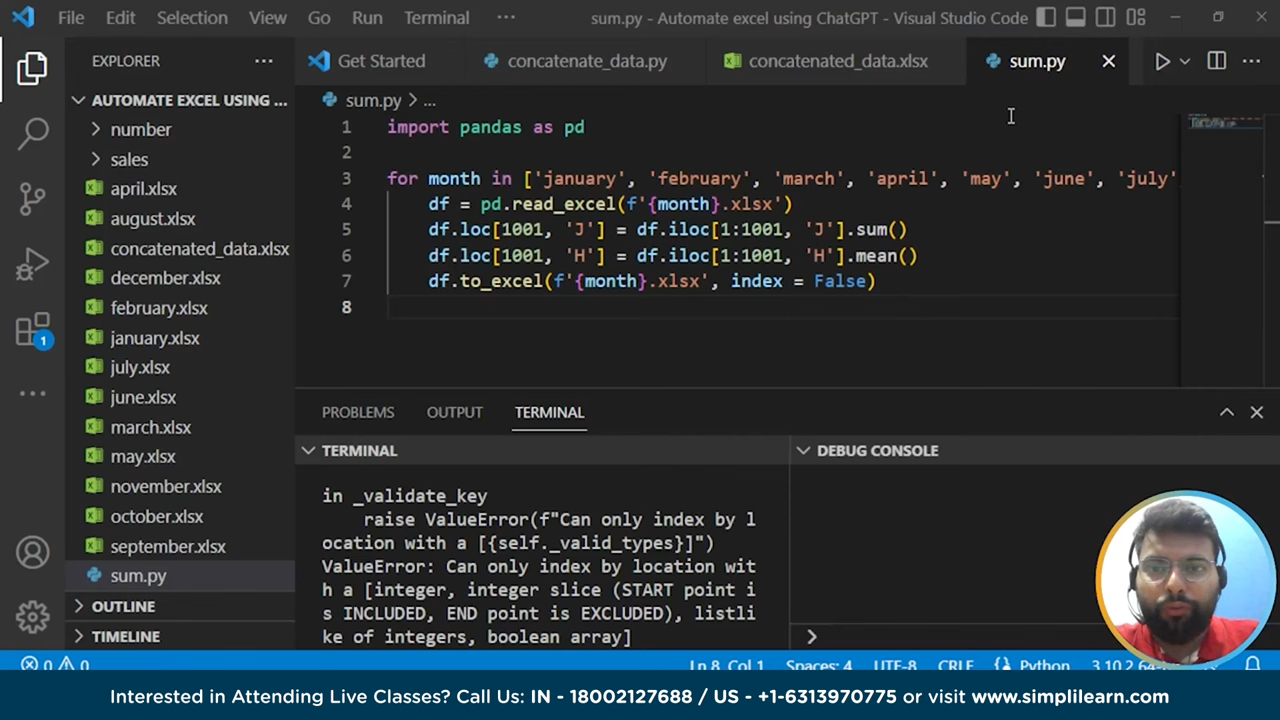 File Edit Selection View Go Run Terminal ··· sum.py - Automate excel using ChatGPT - Visual Studio Code
EXPLORER ···
Get Started concatenate_data.py concatenated_data.xlsx sum.py
AUTOMATE EXCEL USING ...
number
sales
april.xlsx
august.xlsx
concatenated_data.xlsx
december.xlsx
february.xlsx
january.xlsx
july.xlsx
june.xlsx
march.xlsx
may.xlsx
november.xlsx
october.xlsx
september.xlsx
sum.py
OUTLINE
TIMELINE
1
sum.py > ...
1 import pandas as pd
2
3 for month in ['january', 'february', 'march', 'april', 'may', 'june', 'july'
4 df = pd.read_excel(f'{month}.xlsx')
5 df.loc[1001, 'J'] = df.iloc[1:1001, 'J'].sum()
6 df.loc[1001, 'H'] = df.iloc[1:1001, 'H'].mean()
7 df.to_excel(f'{month}.xlsx', index = False)
8
PROBLEMS OUTPUT TERMINAL
TERMINAL
in _validate_key
raise ValueError(f"Can only index by l
ocation with a [{self._valid_types}]")
ValueError: Can only index by location wit
h a [integer, integer slice (START point i
s INCLUDED, END point is EXCLUDED), listli
ke of integers, boolean array]
DEBUG CONSOLE
>
0 0 Ln 8, Col 1 Spaces: 4 UTF-8 CRLF Python
Interested in Attending Live Classes? Call Us: IN - 18002127688 / US - +1-6313970775 or visit www.simplilearn.com